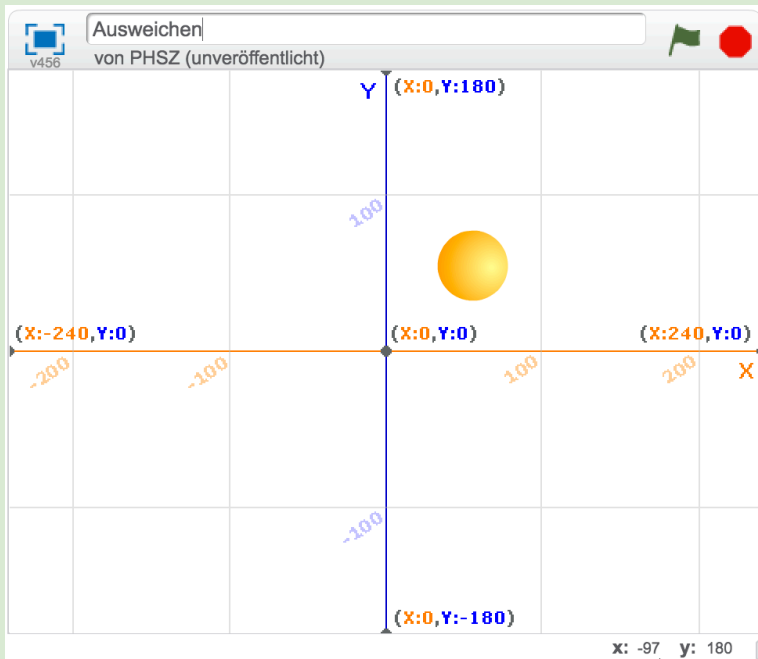 Ausweichen
v456
von PHSZ (unveröffentlicht)
Y (X:0,Y:180)
100
(X:-240,Y:0) (X:0,Y:0) (X:240,Y:0)
-200 -100 100 200 X
-100
(X:0,Y:-180)
x: -97 y: 180